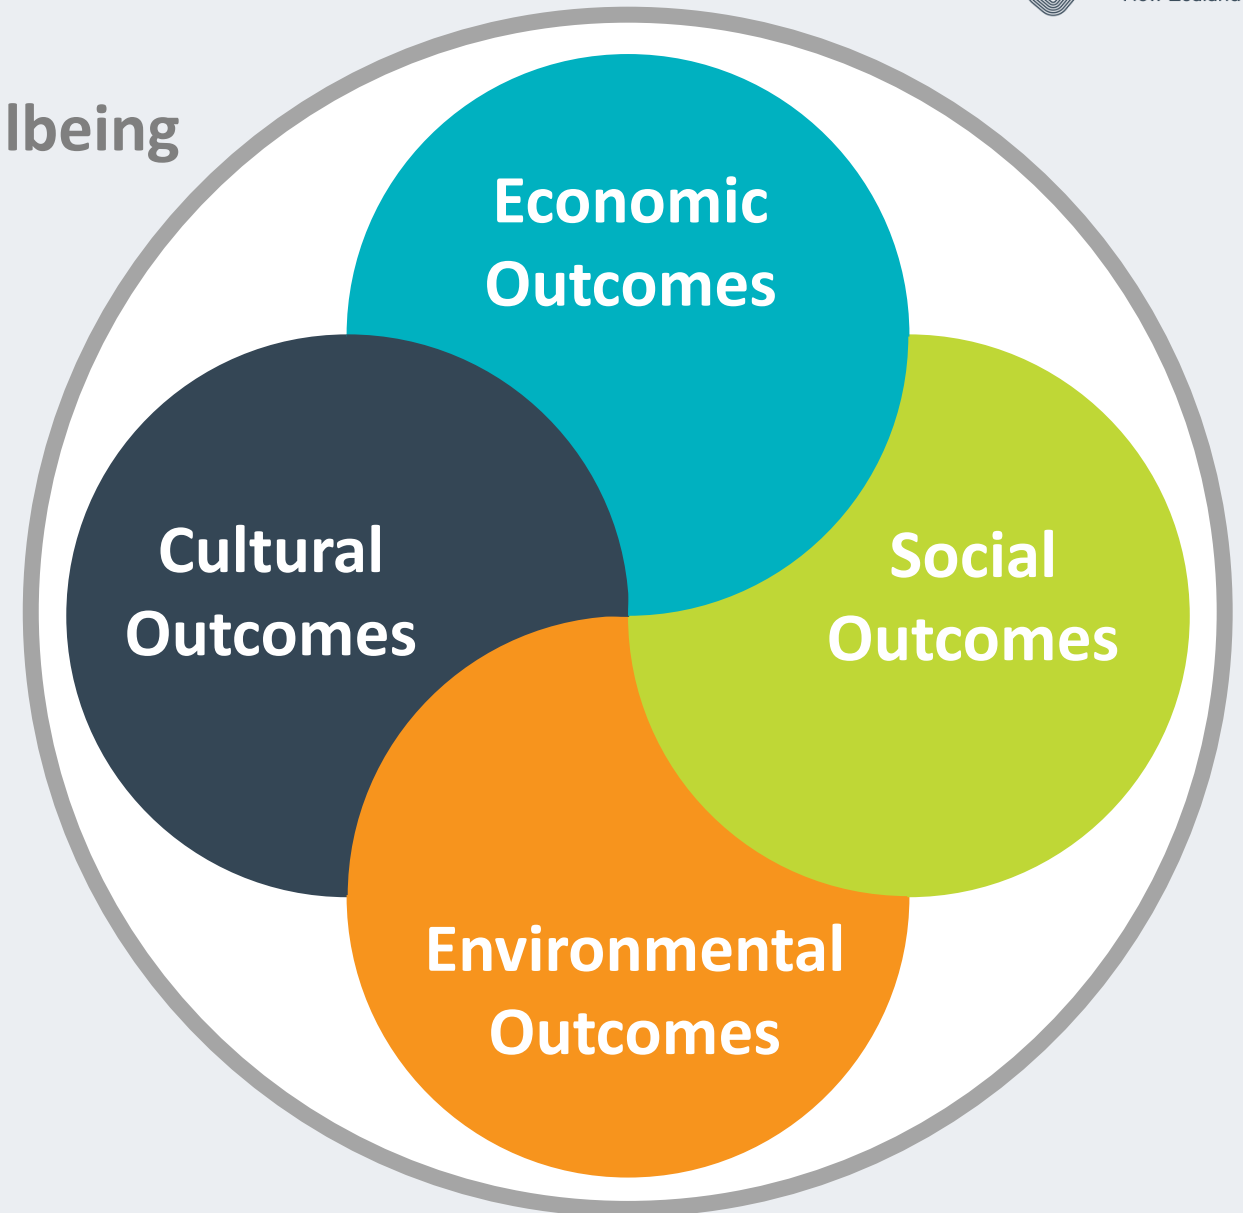 lbeing
Economic
Outcomes
Cultural
Outcomes
Social
Outcomes
Environmental
Outcomes